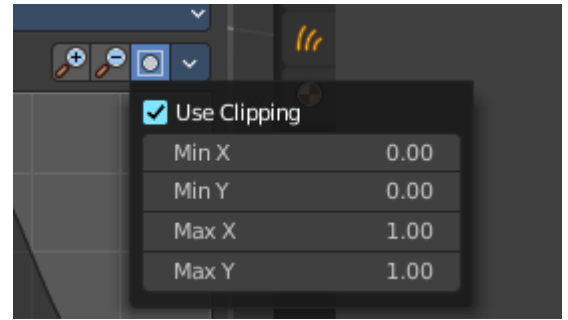 Use Clipping
Min X 0.00
Min Y 0.00
Max X 1.00
Max Y 1.00